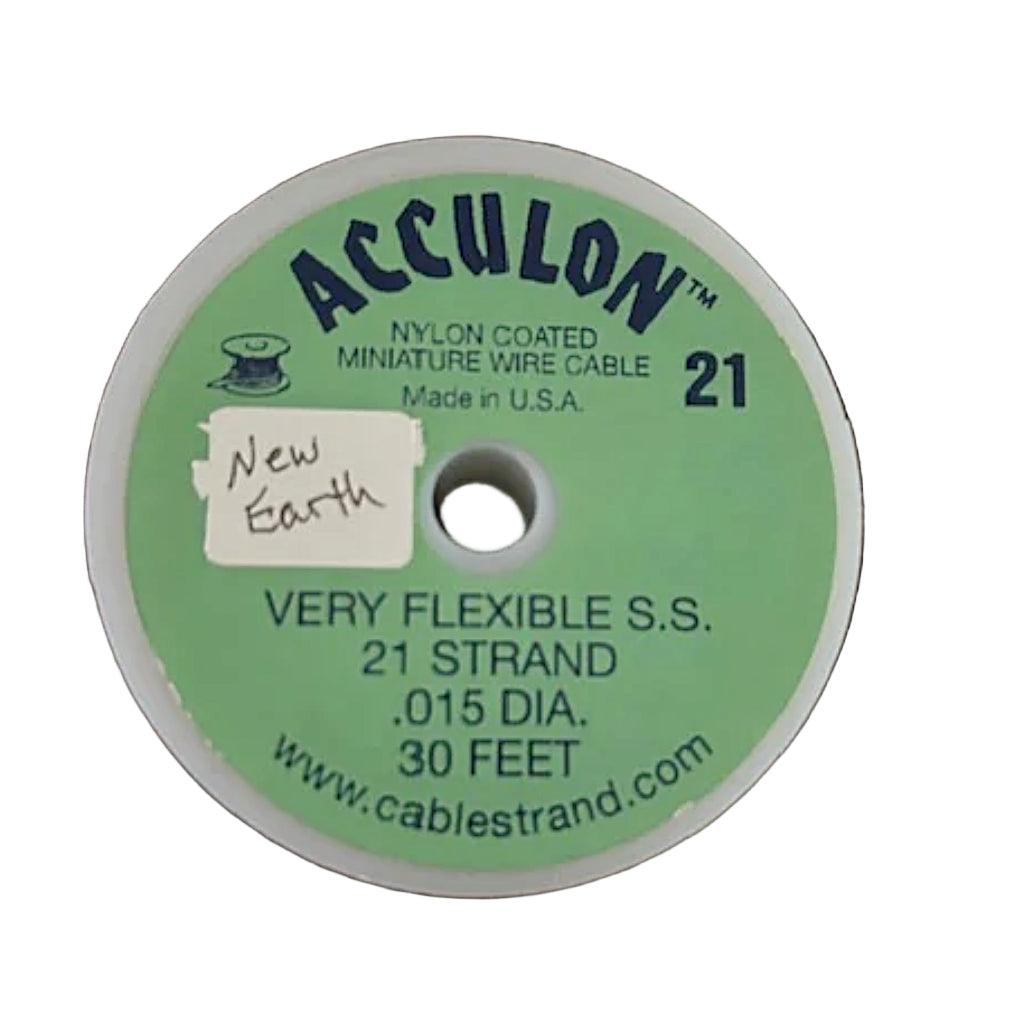 ACCULON™
NYLON COATED
MINIATURE WIRE CABLE
21
Made in U.S.A.
New
Earth
VERY FLEXIBLE S.S.
21 STRAND
.015 DIA.
30 FEET
www.cablestrand.com